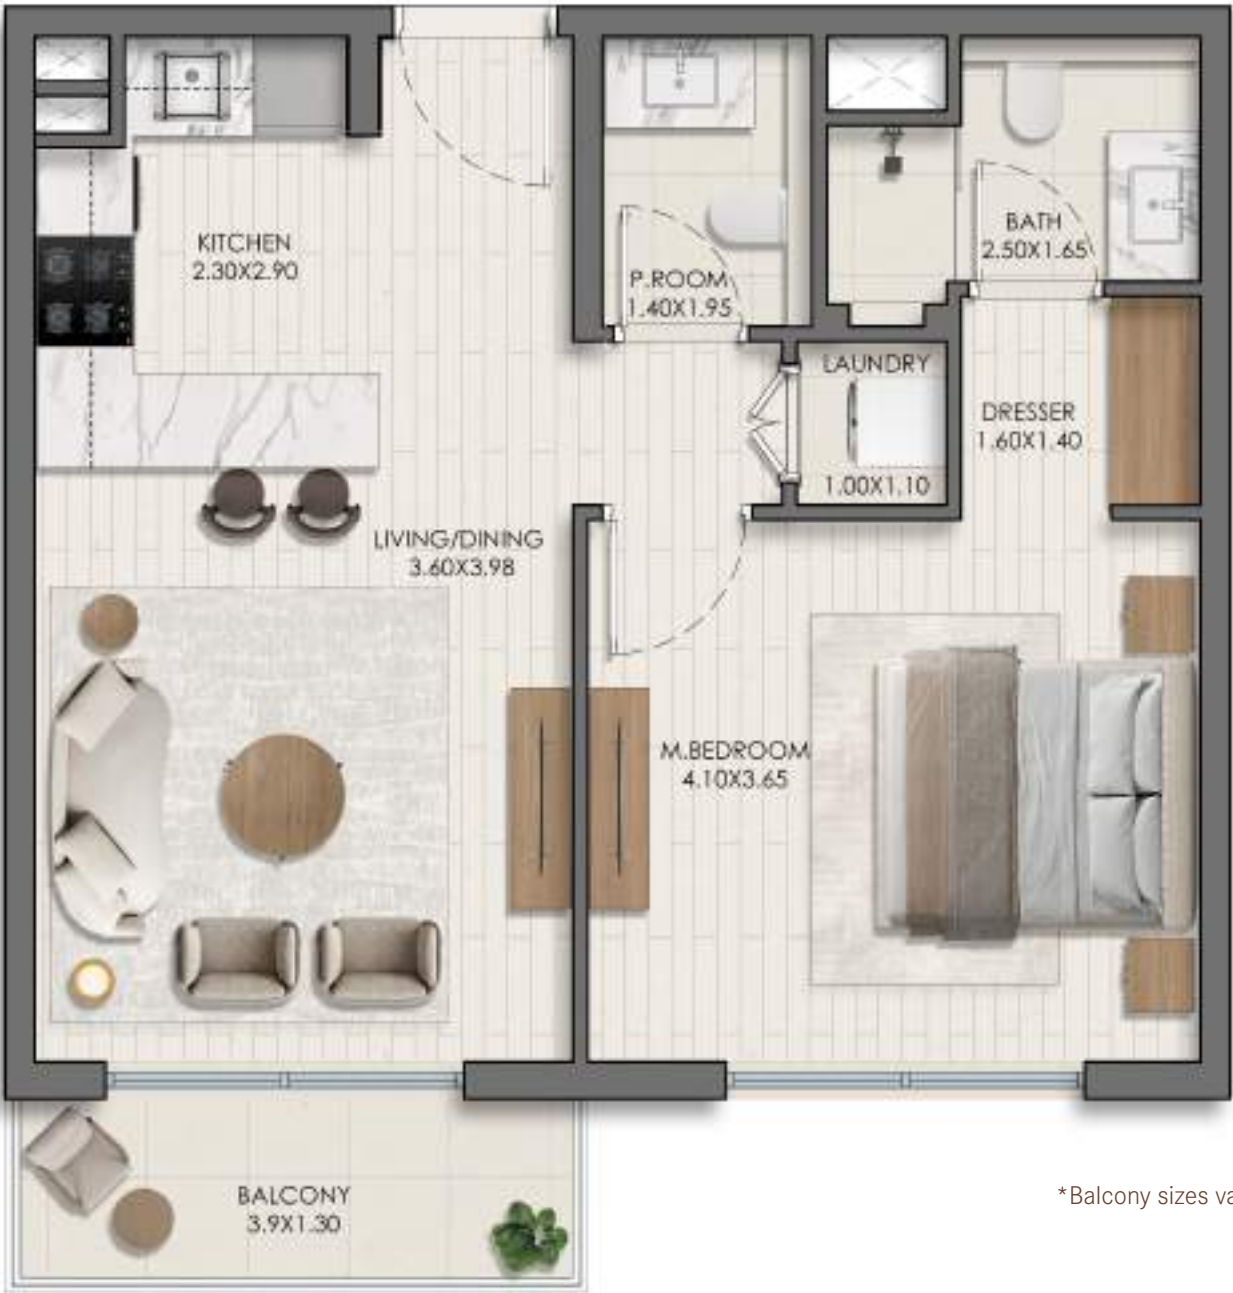 KITCHEN
2.30X2.90
P.ROOM
1.40X1.95
BATH
2.50X1.65
LAUNDRY
1.00X1.10
DRESSER
1.60X1.40
LIVING/DINING
3.60X3.98
M.BEDROOM
4.10X3.65
BALCONY
3.9X1.30
*Balcony sizes va